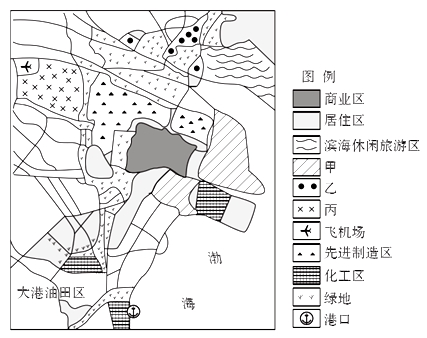 大港油田区
渤
海
图 例
商业区
居住区
滨海休闲旅游区
甲
乙
丙
飞机场
先进制造区
化工区
绿地
港口